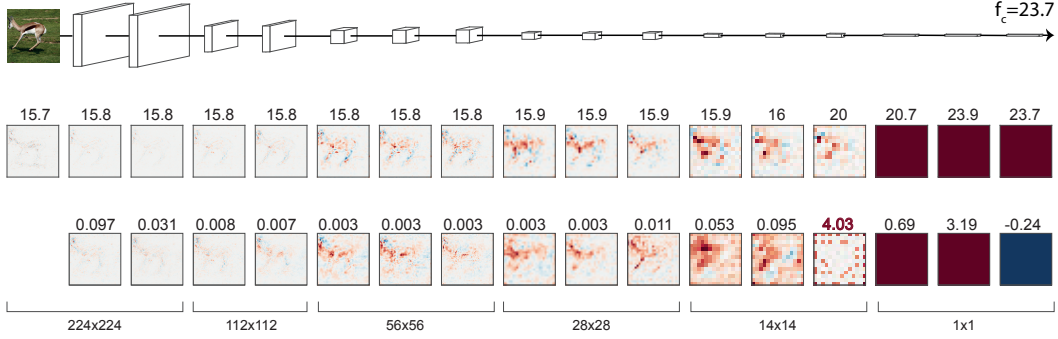 f_c=23.7
15.7 15.8 15.8 15.8 15.8 15.8 15.8 15.8 15.9 15.9 15.9 15.9 16 20 20.7 23.9 23.7
0.097 0.031 0.008 0.007 0.003 0.003 0.003 0.003 0.003 0.011 0.053 0.095 4.03 0.69 3.19 -0.24
224x224 112x112 56x56 28x28 14x14 1x1